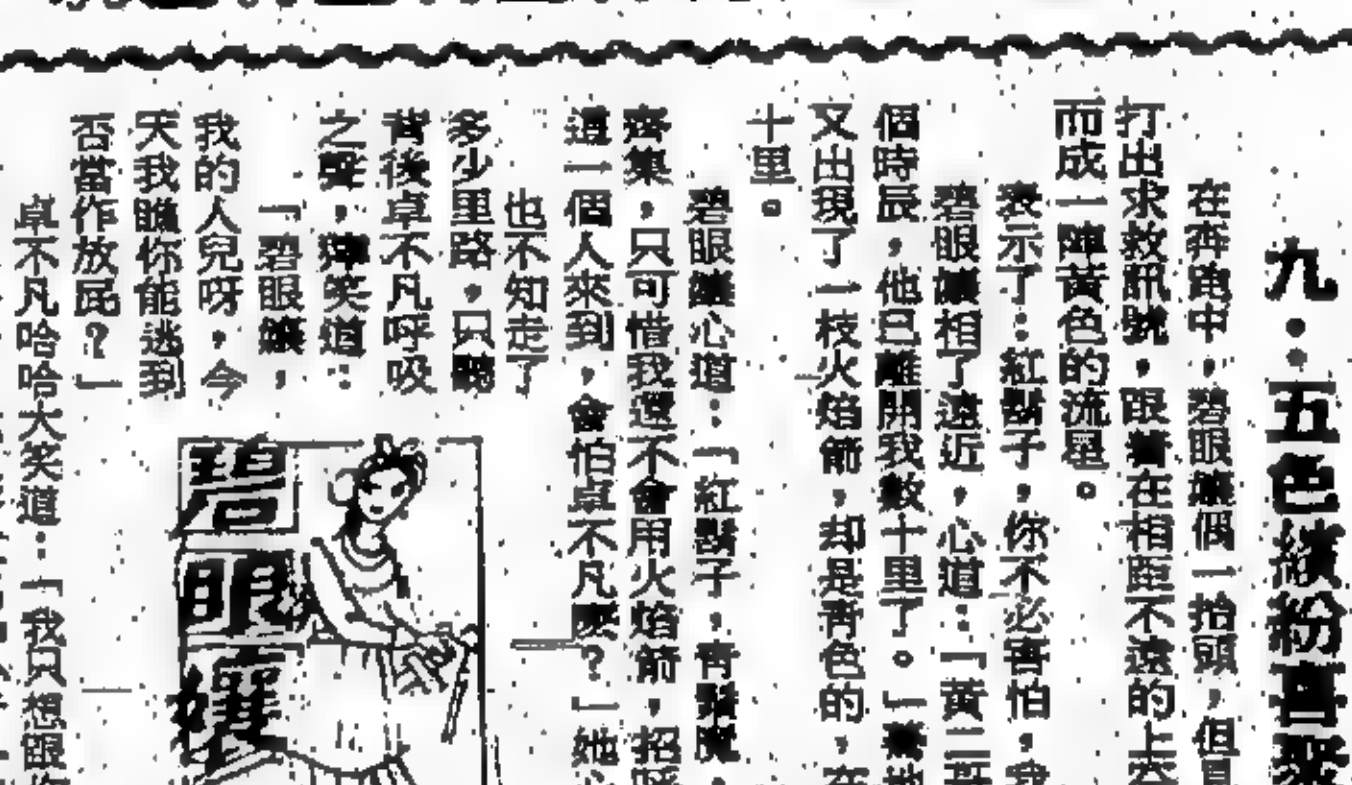 九··五色繽紛喜
在奔跑中，碧眼孃偶一抬頭，但見
打出求救訊號，跟着在相距不遠的上
而成一陣黃色的流星。
表示了：紅鬍子，你不必害怕，我
碧眼孃相了遠近，心道：「黃二哥
個時辰，他已離開我數十里了。」
又出現了一枝火焰箭，却是青色的，在
十里。
碧眼孃心道：「紅鬍子，青鬚魔，
齊集，只可惜我還不會用火焰箭，招呼
這一個人來到，會怕卓不凡麼？」她
也不知走了
多少里路，只
背後卓不凡呼吸
之聲，獰笑道：
「碧眼孃，
我的人兒呀，今
天我瞧你能逃到
否當作放屁？」
卓不凡哈哈大笑道：「我只想跟你
碧眼孃